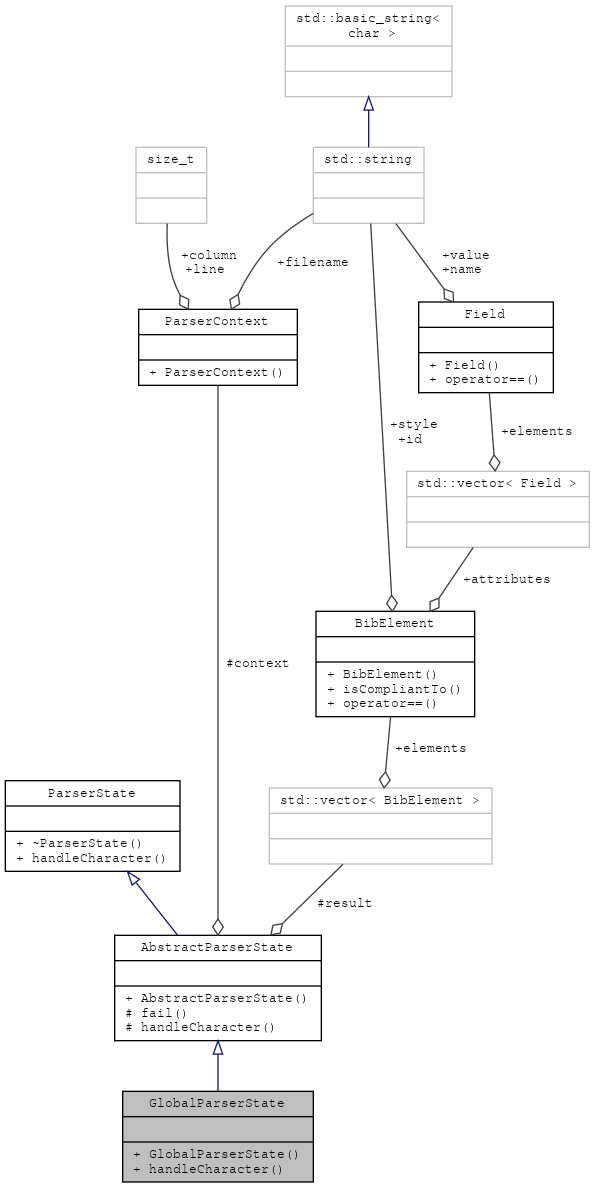 std::basic_string<
char >
size_t
std::string
+column
+line
+filename
+value
+name
ParserContext
+ ParserContext()
Field
+ Field()
+ operator==()
+style
+id
+elements
std::vector< Field >
+attributes
BibElement
+ BibElement()
+ isCompliantTo()
+ operator==()
#context
+elements
ParserState
+ ~ParserState()
+ handleCharacter()
std::vector< BibElement >
#result
AbstractParserState
+ AbstractParserState()
# fail()
# handleCharacter()
GlobalParserState
+ GlobalParserState()
+ handleCharacter()